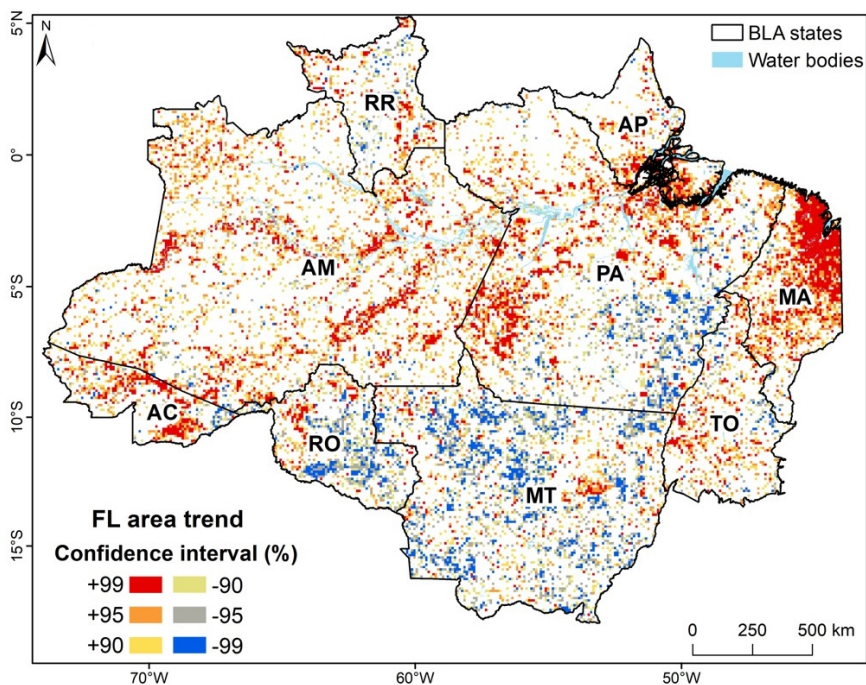 5°N
N
BLA states
Water bodies
RR
AP
0°
AM
PA
MA
5°S
AC
RO
TO
10°S
MT
15°S
FL area trend
Confidence interval (%)
+99 -90
+95 -95
+90 -99
0 250 500 km
70°W 60°W 50°W